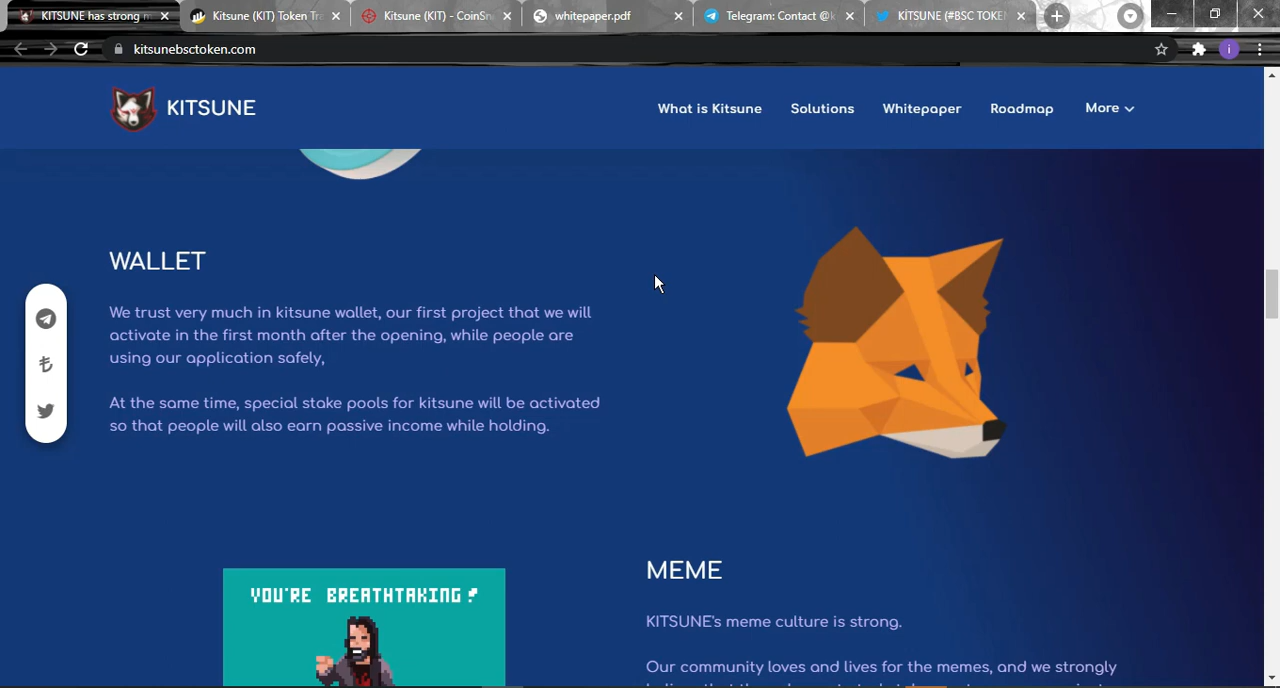 KITSUNE has strong m
Kitsune (KIT) Token Tra
Kitsune (KIT) - CoinSni
whitepaper.pdf
Telegram: Contact @k
KITSUNE (#BSC TOKEN
kitsunebsctoken.com
i
KITSUNE
What is Kitsune
Solutions
Whitepaper
Roadmap
More
WALLET
We trust very much in kitsune wallet, our first project that we will
activate in the first month after the opening, while people are
using our application safely,
At the same time, special stake pools for kitsune will be activated
so that people will also earn passive income while holding.
YOU'RE BREATHTAKING!
MEME
KITSUNE's meme culture is strong.
Our community loves and lives for the memes, and we strongly